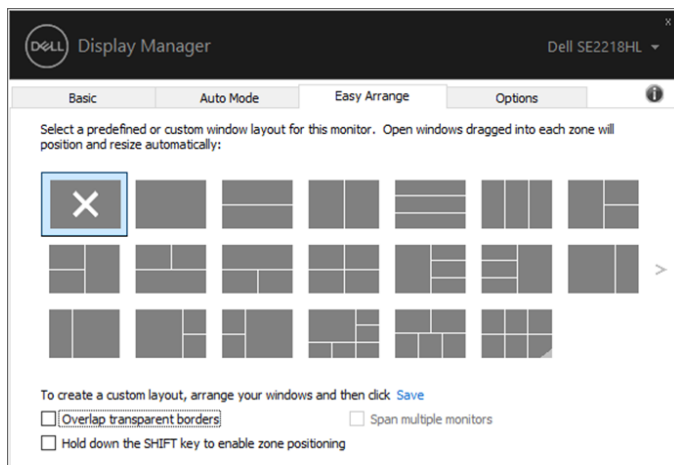 x
DELL Display Manager Dell SE2218HL
Basic Auto Mode Easy Arrange Options i
Select a predefined or custom window layout for this monitor. Open windows dragged into each zone will
position and resize automatically:
>
To create a custom layout, arrange your windows and then click Save
Overlap transparent borders Span multiple monitors
Hold down the SHIFT key to enable zone positioning